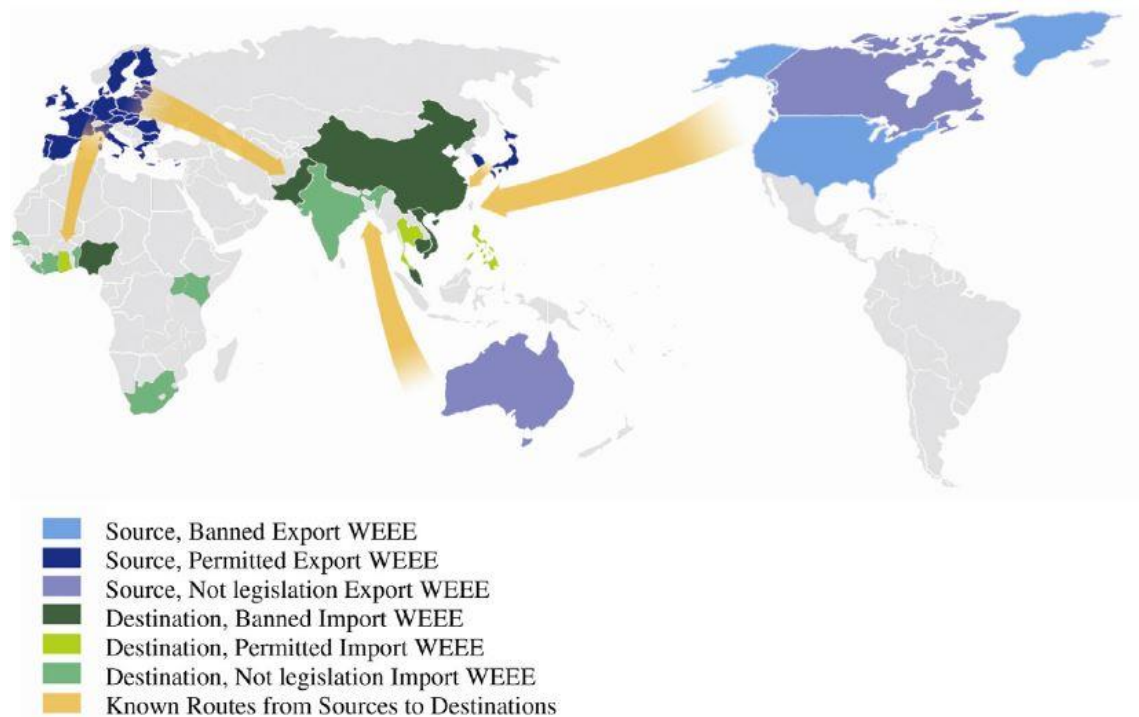 Source, Banned Export WEEE
Source, Permitted Export WEEE
Source, Not legislation Export WEEE
Destination, Banned Import WEEE
Destination, Permitted Import WEEE
Destination, Not legislation Import WEEE
Known Routes from Sources to Destinations